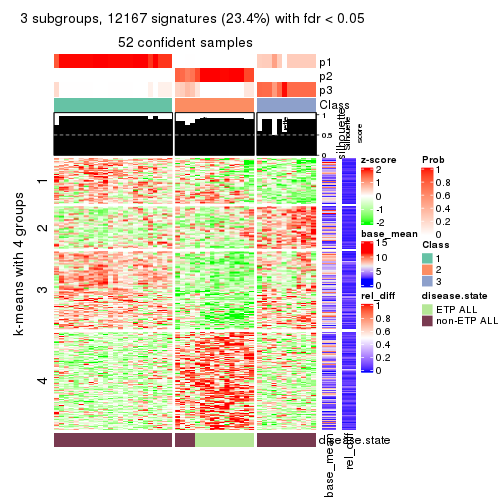 3 subgroups, 12167 signatures (23.4%) with fdr < 0.05
52 confident samples
p1
p2
p3
Class
1
0.5
0
silhouette
score
k-means with 4 groups
1
2
3
4
z-score
2
1
0
-1
-2
base_mean
15
10
5
0
rel_diff
1
0.8
0.6
0.4
0.2
0
Prob
1
0.8
0.6
0.4
0.2
0
Class
1
2
3
disease.state
ETP ALL
non-ETP ALL
disease.state
base_mean
rel_diff